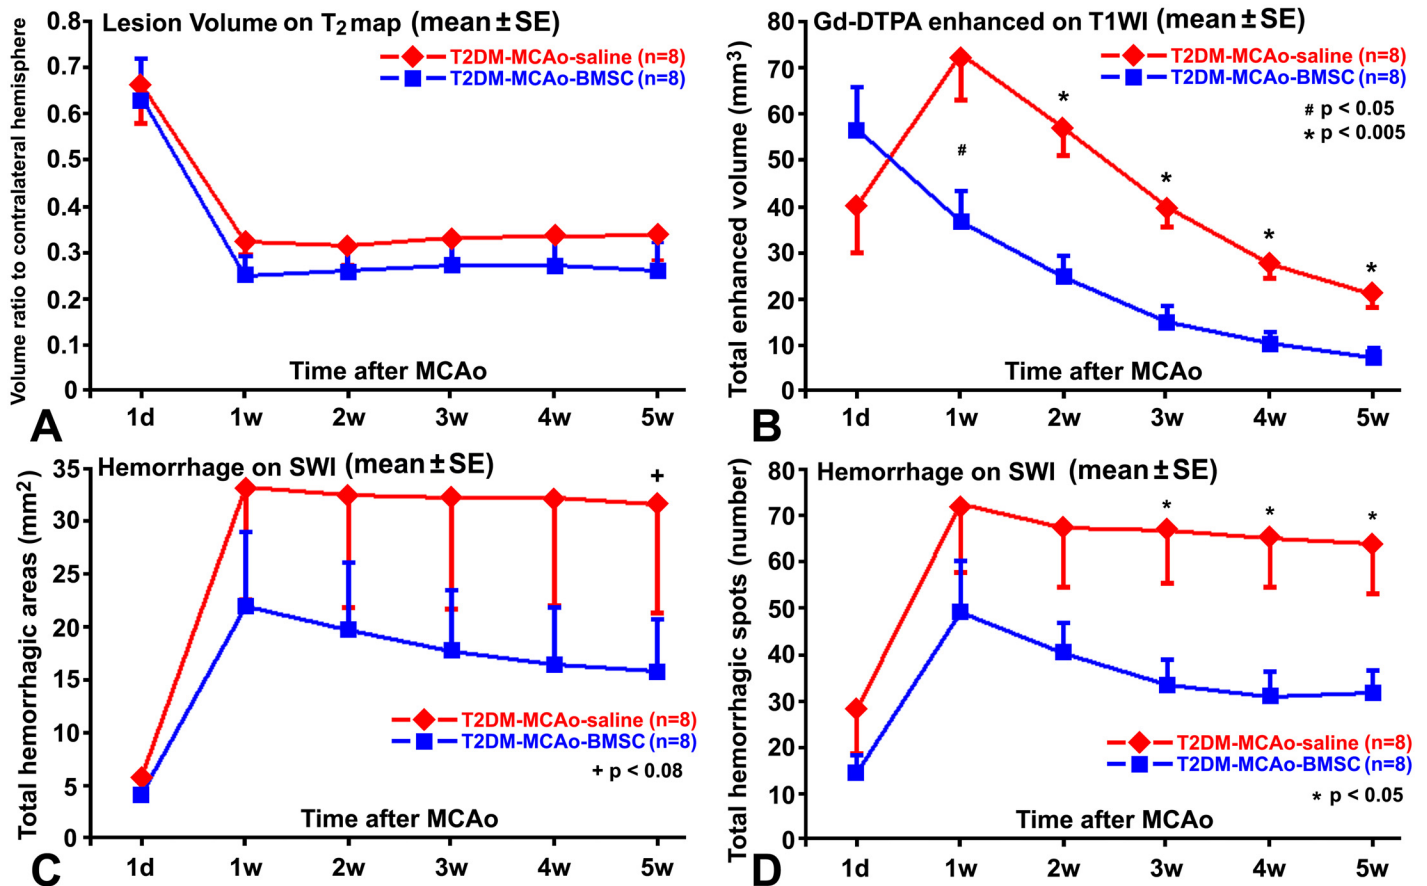 Lesion Volume on T2 map (mean ± SE)
T2DM-MCAo-saline (n=8)
T2DM-MCAo-BMSC (n=8)
Volume ratio to contralateral hemisphere
0.8
0.7
0.6
0.5
0.4
0.3
0.2
0.1
0
Time after MCAo
1d 1w 2w 3w 4w 5w
A
Gd-DTPA enhanced on T1WI (mean ± SE)
T2DM-MCAo-saline (n=8)
T2DM-MCAo-BMSC (n=8)
# p < 0.05
* p < 0.005
Total enhanced volume (mm3)
80
70
60
50
40
30
20
10
0
#
*
*
*
*
Time after MCAo
1d 1w 2w 3w 4w 5w
B
Hemorrhage on SWI (mean ± SE)
+
Total hemorrhagic areas (mm2)
35
30
25
20
15
10
5
0
T2DM-MCAo-saline (n=8)
T2DM-MCAo-BMSC (n=8)
+ p < 0.08
Time after MCAo
1d 1w 2w 3w 4w 5w
C
Hemorrhage on SWI (mean ± SE)
* * *
Total hemorrhagic spots (number)
80
70
60
50
40
30
20
10
0
T2DM-MCAo-saline (n=8)
T2DM-MCAo-BMSC (n=8)
* p < 0.05
Time after MCAo
1d 1w 2w 3w 4w 5w
D